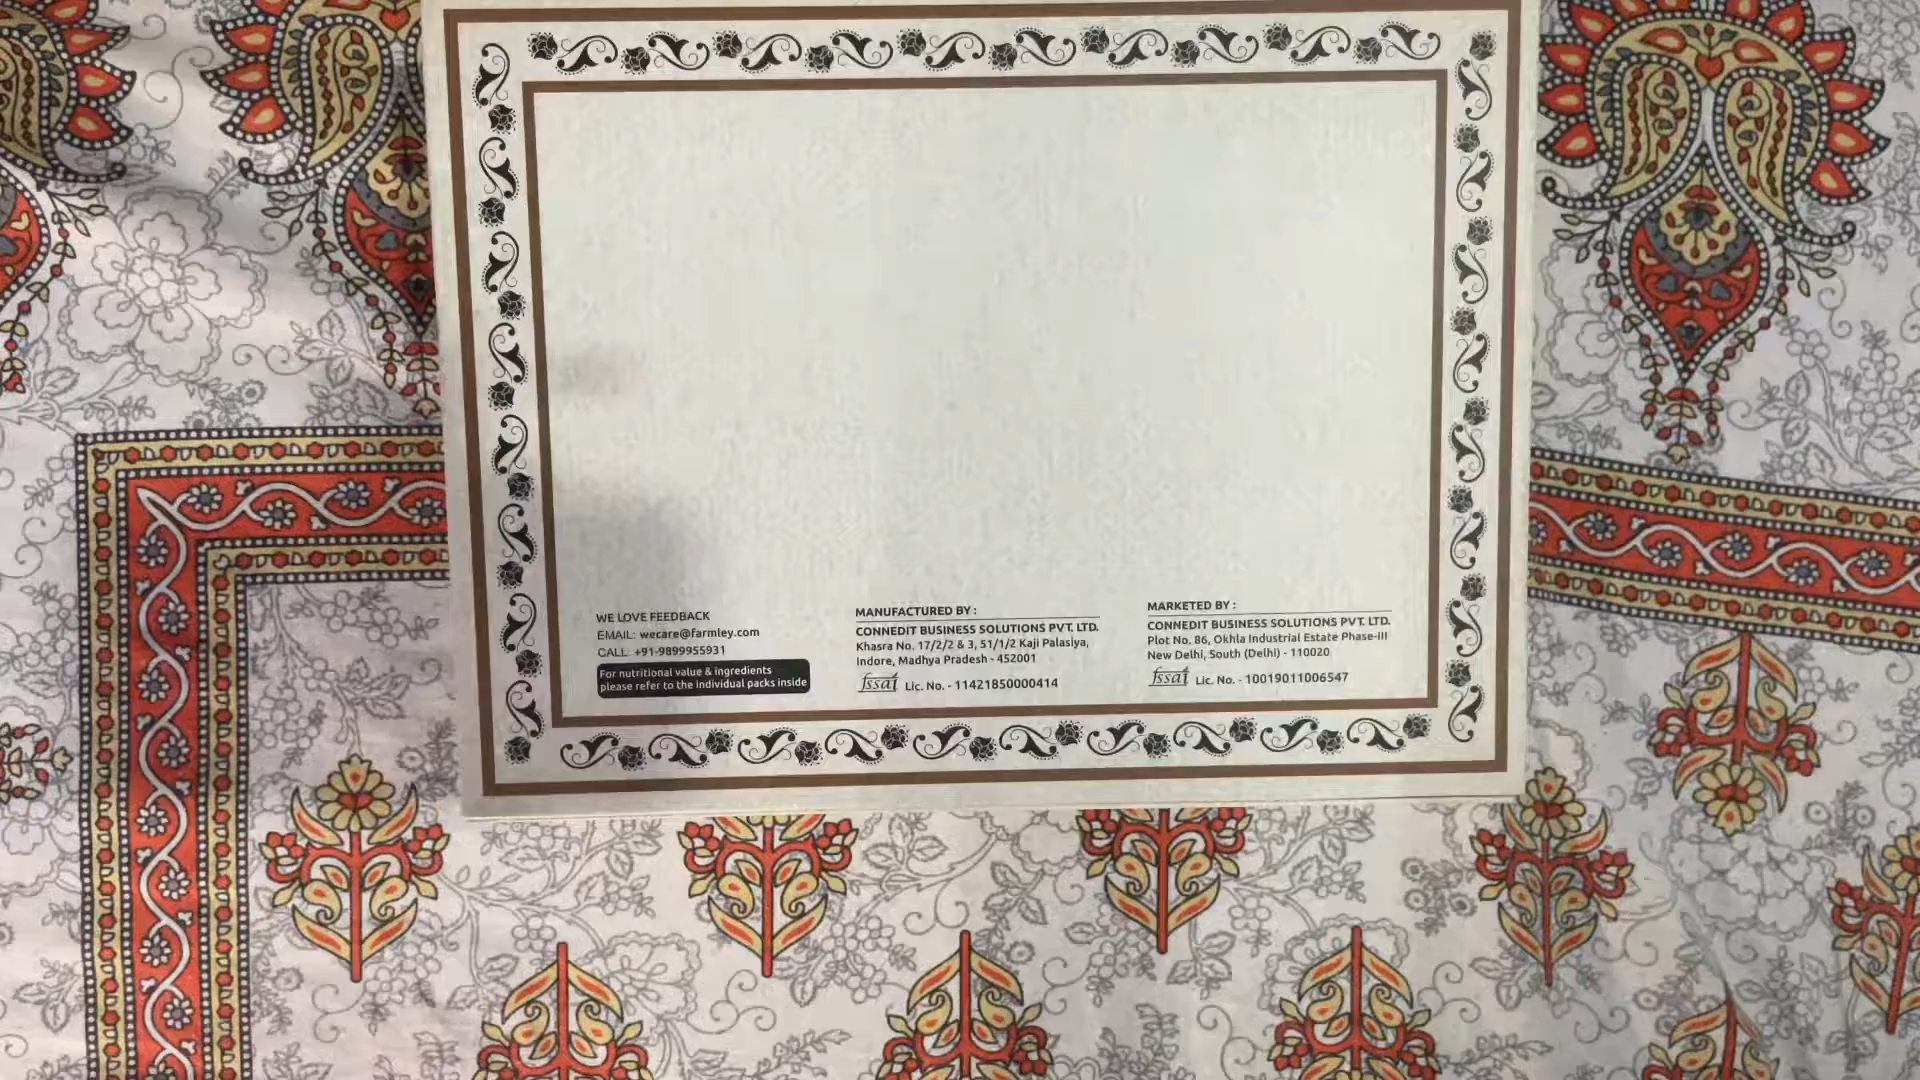 WE LOVE FEEDBACK
EMAIL: wecare@farmley.com
CALL: +91-9899955931
For nutritional value & ingredients
please refer to the individual packs inside
MANUFACTURED BY :
CONNEDIT BUSINESS SOLUTIONS PVT. LTD.
Khasra No. 17/2/2 & 3, 51/1/2 Kaji Palasiya,
Indore, Madhya Pradesh - 452001
fssai Lic. No. - 11421850000414
MARKETED BY :
CONNEDIT BUSINESS SOLUTIONS PVT. LTD.
Plot No. 86, Okhla Industrial Estate Phase-III
New Delhi, South (Delhi) - 110020
fssai Lic. No. - 10019011006547